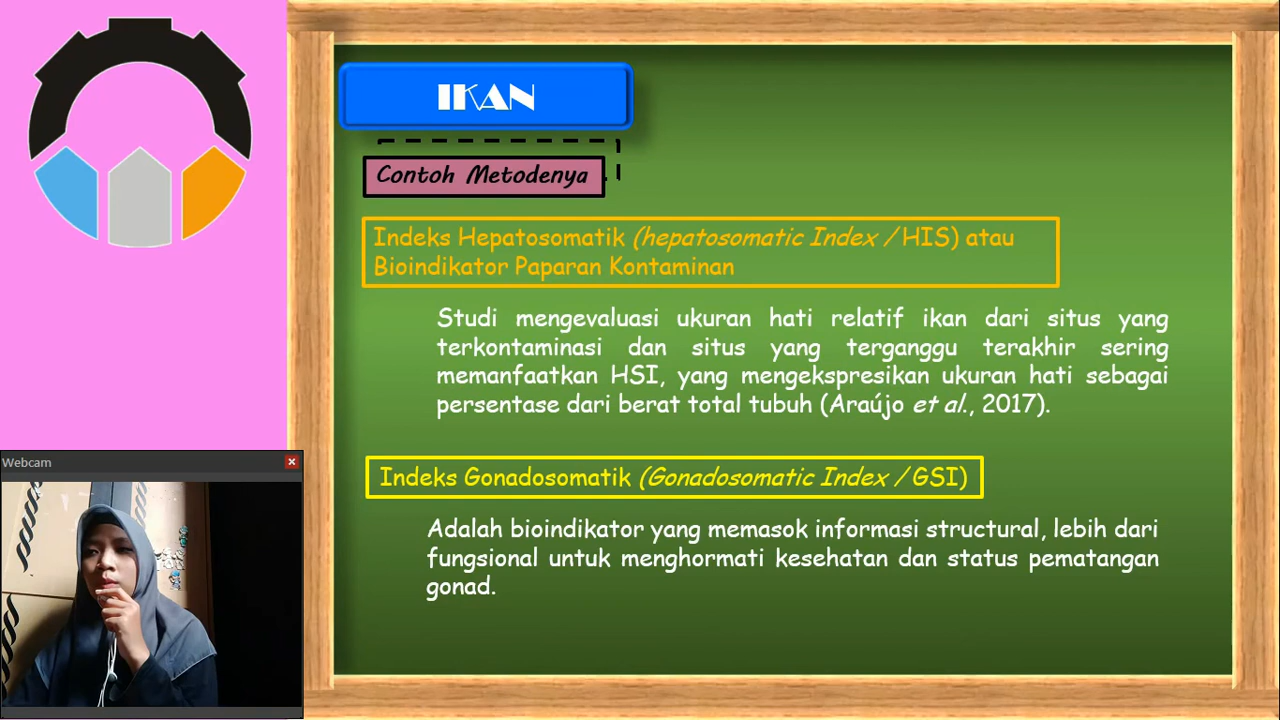 IKAN
Contoh Metodenya
Indeks Hepatosomatik (hepatosomatic Index / HIS) atau
Bioindikator Paparan Kontaminan
Studi mengevaluasi ukuran hati relatif ikan dari situs yang
terkontaminasi dan situs yang terganggu terakhir sering
memanfaatkan HSI, yang mengekspresikan ukuran hati sebagai
persentase dari berat total tubuh (Araújo et al., 2017).
Indeks Gonadosomatik (Gonadosomatic Index / GSI)
Adalah bioindikator yang memasok informasi structural, lebih dari
fungsional untuk menghormati kesehatan dan status pematangan
gonad.
Webcam